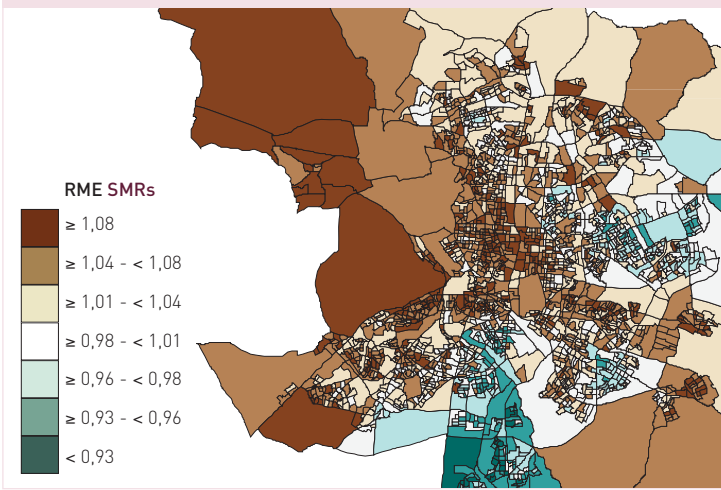 RME SMRs
≥ 1,08
≥ 1,04 - < 1,08
≥ 1,01 - < 1,04
≥ 0,98 - < 1,01
≥ 0,96 - < 0,98
≥ 0,93 - < 0,96
< 0,93